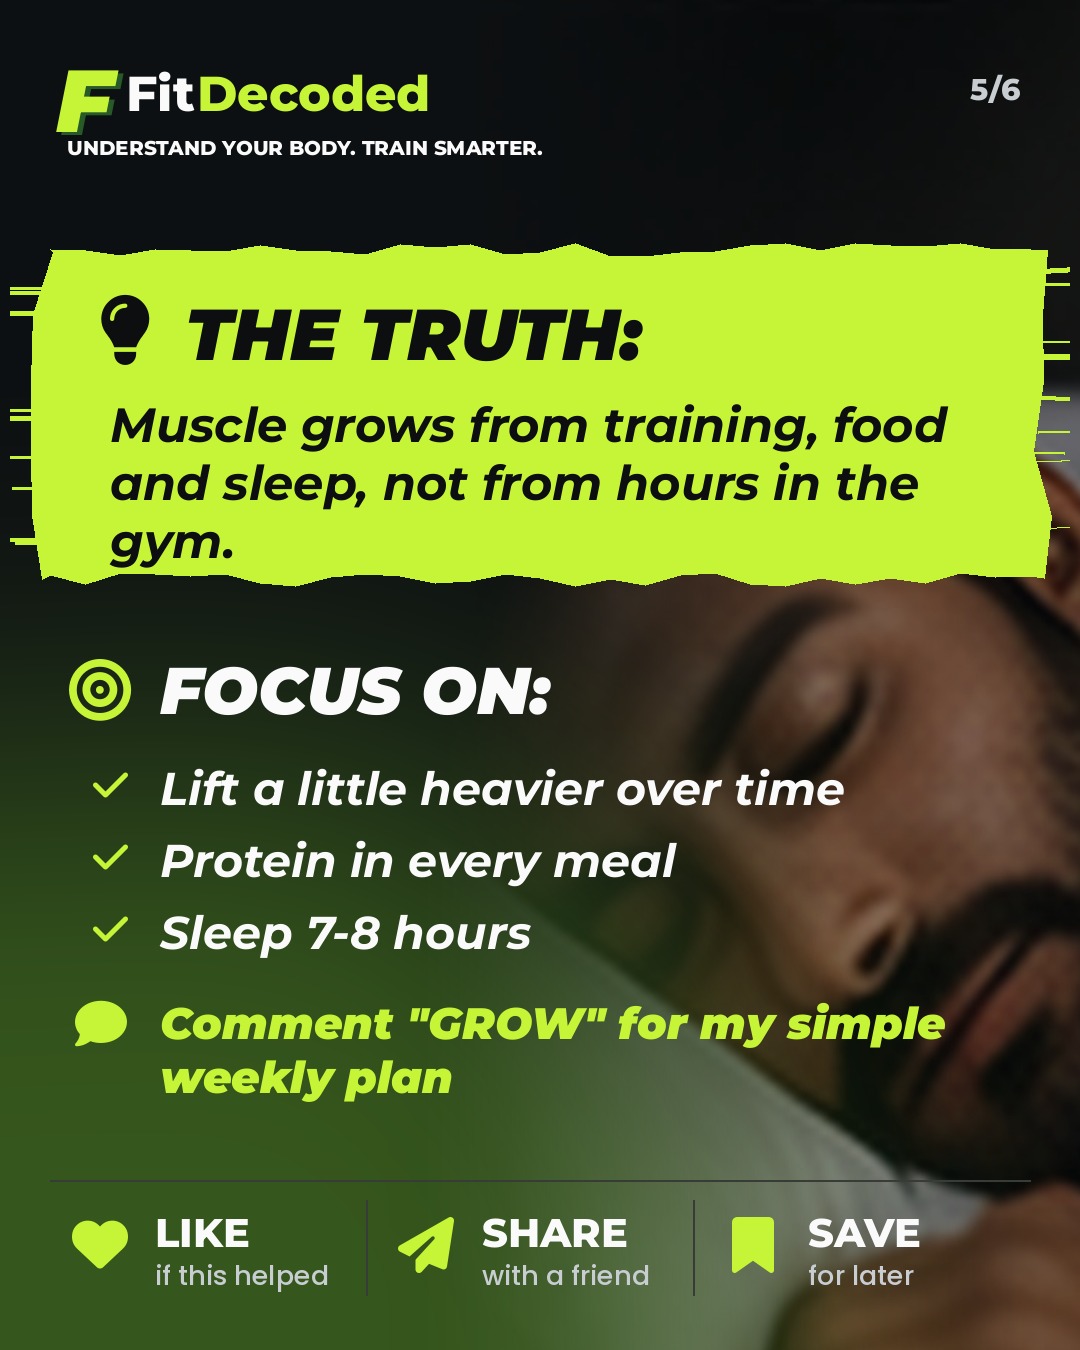 F FitDecoded
5/6
UNDERSTAND YOUR BODY. TRAIN SMARTER.
THE TRUTH:
Muscle grows from training, food
and sleep, not from hours in the
gym.
FOCUS ON:
Lift a little heavier over time
Protein in every meal
Sleep 7-8 hours
Comment "GROW" for my simple
weekly plan
LIKE
if this helped
SHARE
with a friend
SAVE
for later